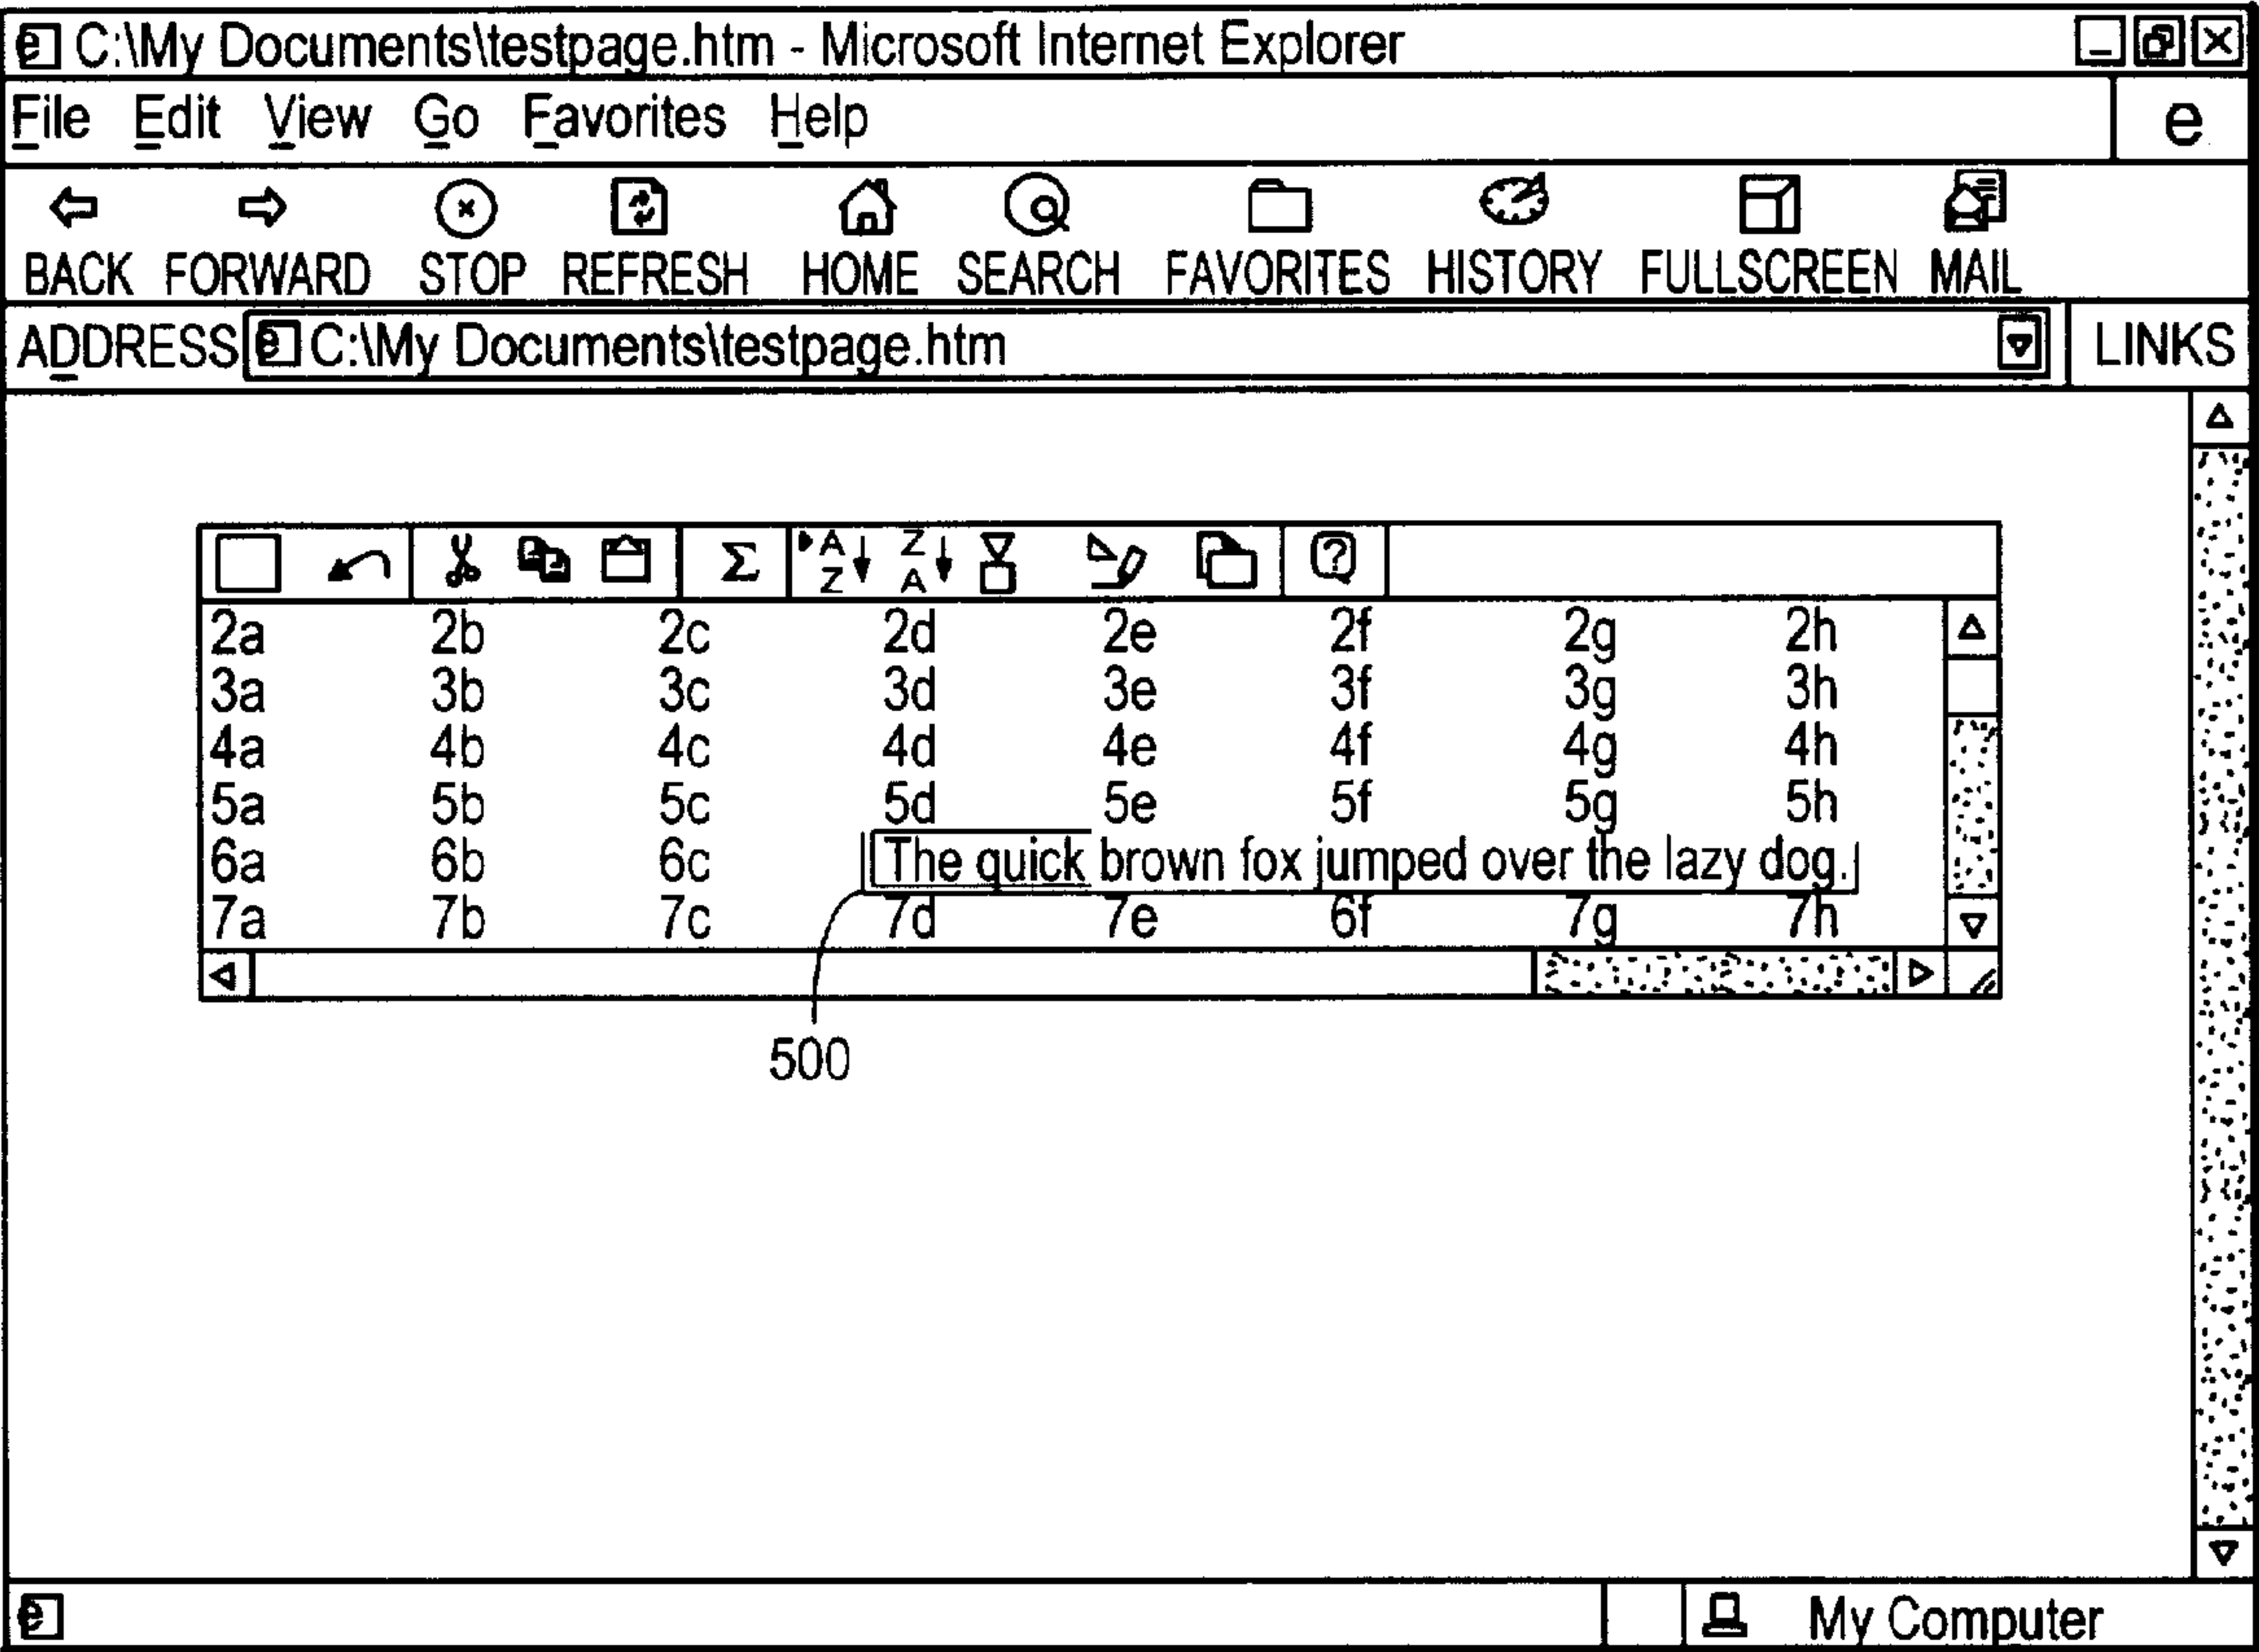 C:\My Documents\testpage.htm - Microsoft Internet Explorer
File Edit View Go Favorites Help e
BACK FORWARD STOP REFRESH HOME SEARCH FAVORITES HISTORY FULLSCREEN MAIL
ADDRESS C:\My Documents\testpage.htm LINKS
Σ A Z Z A ?
2a 2b 2c 2d 2e 2f 2g 2h
3a 3b 3c 3d 3e 3f 3g 3h
4a 4b 4c 4d 4e 4f 4g 4h
5a 5b 5c 5d 5e 5f 5g 5h
6a 6b 6c The quick brown fox jumped over the lazy dog.
7a 7b 7c 7d 7e 6f 7g 7h
500
My Computer